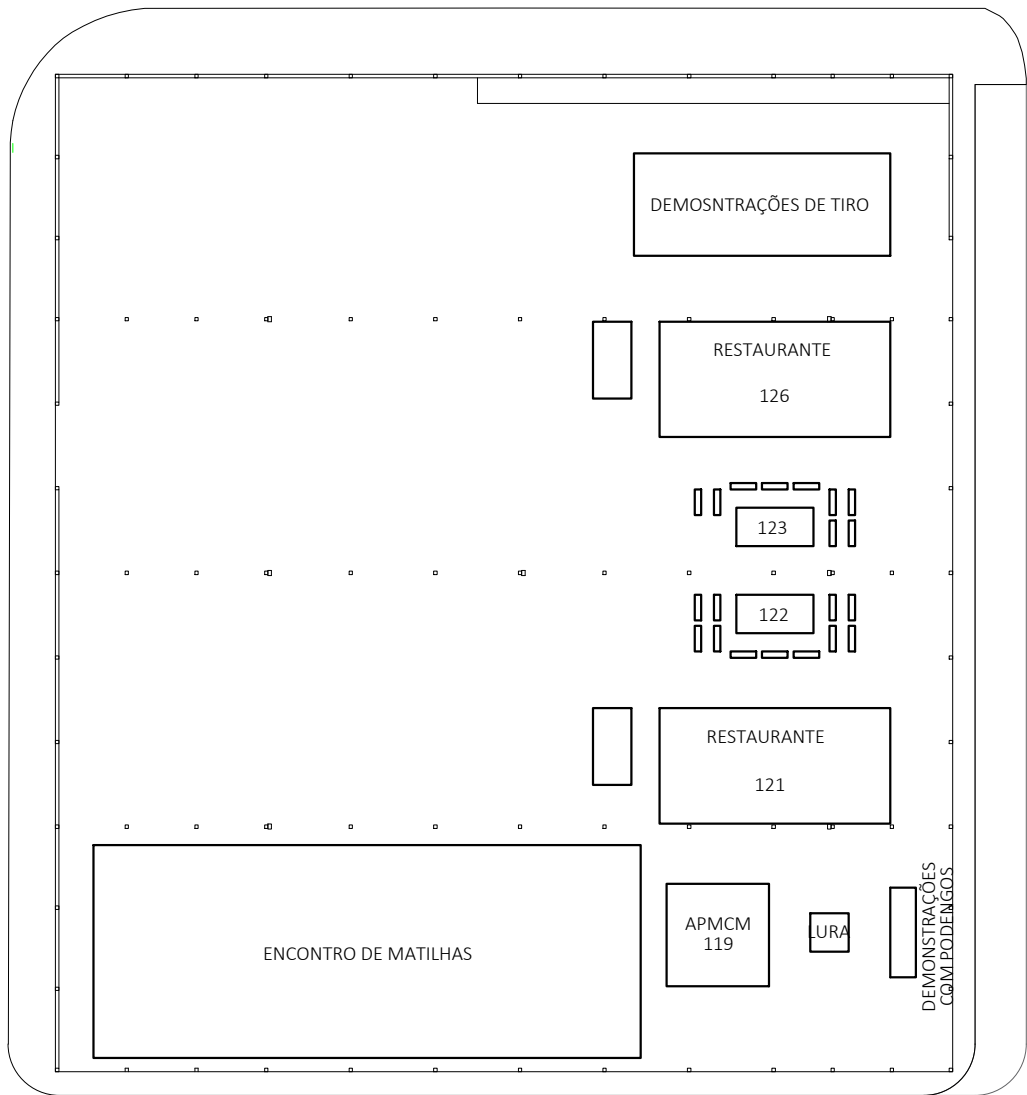 DEMOSNTRAÇÕES DE TIRO
RESTAURANTE
126
123
122
RESTAURANTE
121
ENCONTRO DE MATILHAS
APMCM
119
LURA
DEMONSTRAÇÕES
COM PODENGOS